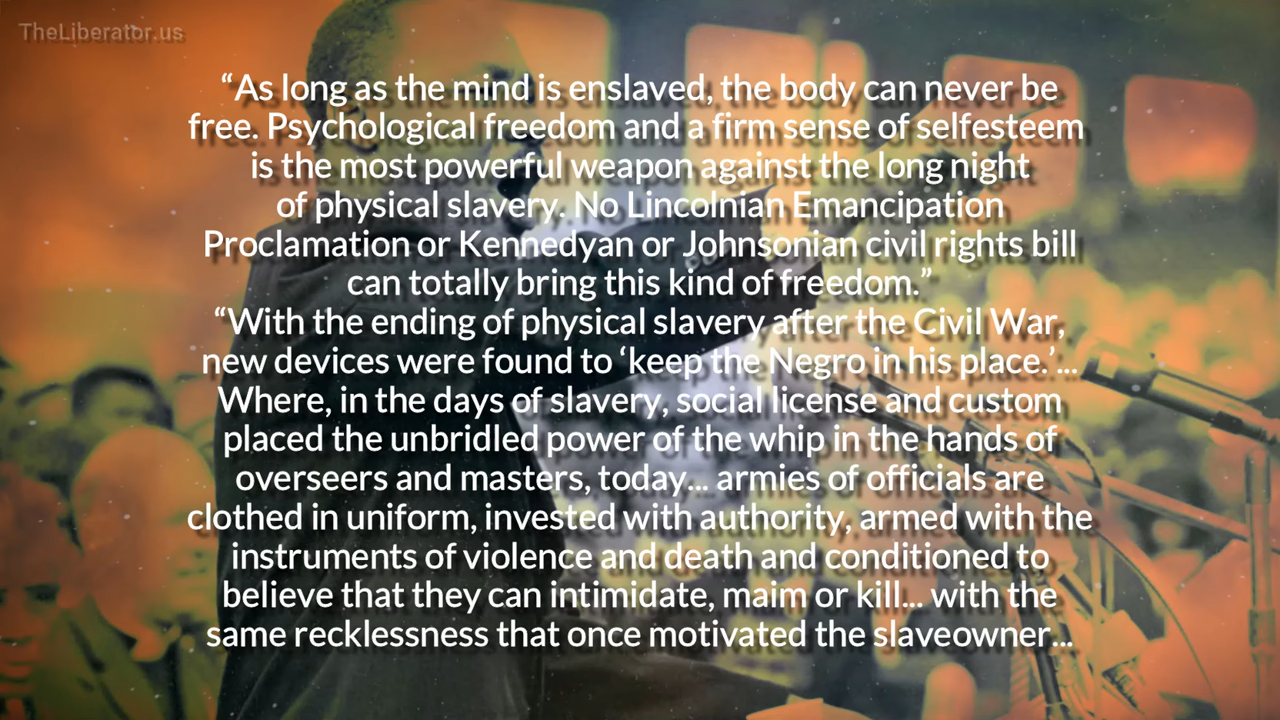 TheLiberator.us
“As long as the mind is enslaved, the body can never be
free. Psychological freedom and a firm sense of selfesteem
is the most powerful weapon against the long night
of physical slavery. No Lincolnian Emancipation
Proclamation or Kennedyan or Johnsonian civil rights bill
can totally bring this kind of freedom.”
“With the ending of physical slavery after the Civil War,
new devices were found to ‘keep the Negro in his place.’...
Where, in the days of slavery, social license and custom
placed the unbridled power of the whip in the hands of
overseers and masters, today... armies of officials are
clothed in uniform, invested with authority, armed with the
instruments of violence and death and conditioned to
believe that they can intimidate, maim or kill... with the
same recklessness that once motivated the slaveowner...